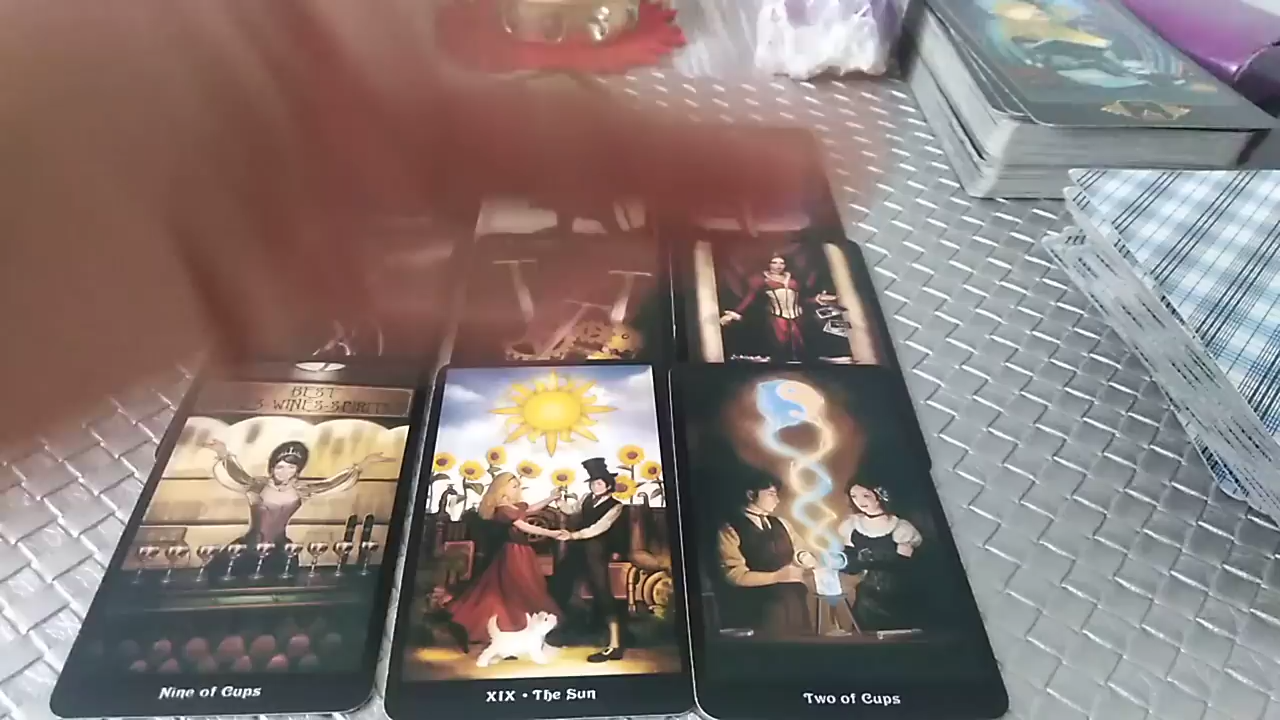 BEST
S·WINES·SPIRITS
Nine of Cups
XIX • The Sun
Two of Cups